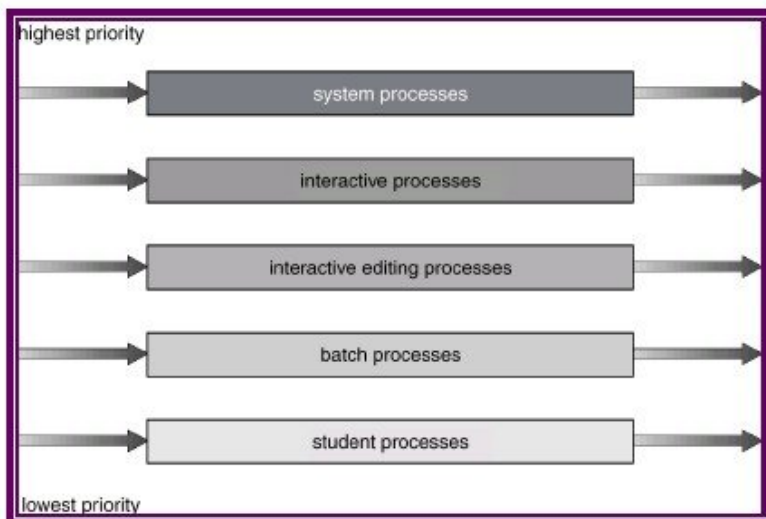 highest priority
system processes
interactive processes
interactive editing processes
batch processes
student processes
lowest priority